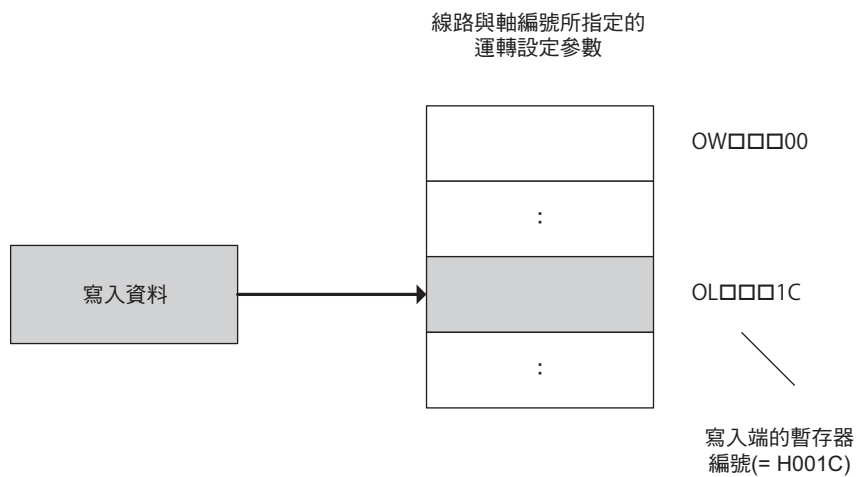 線路與軸編號所指定的
運轉設定參數
OW□□□00
:
寫入資料
OL□□□1C
:
寫入端的暫存器
編號(= H001C)